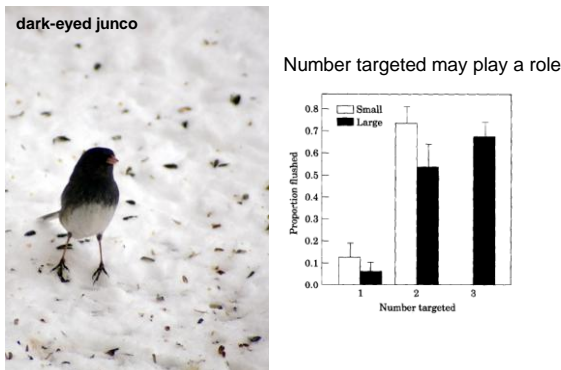 dark-eyed junco
Number targeted may play a role
0.8
0.7
0.6
0.5
0.4
0.3
0.2
0.1
0.0
Proportion flushed
Small
Large
1 2 3
Number targeted